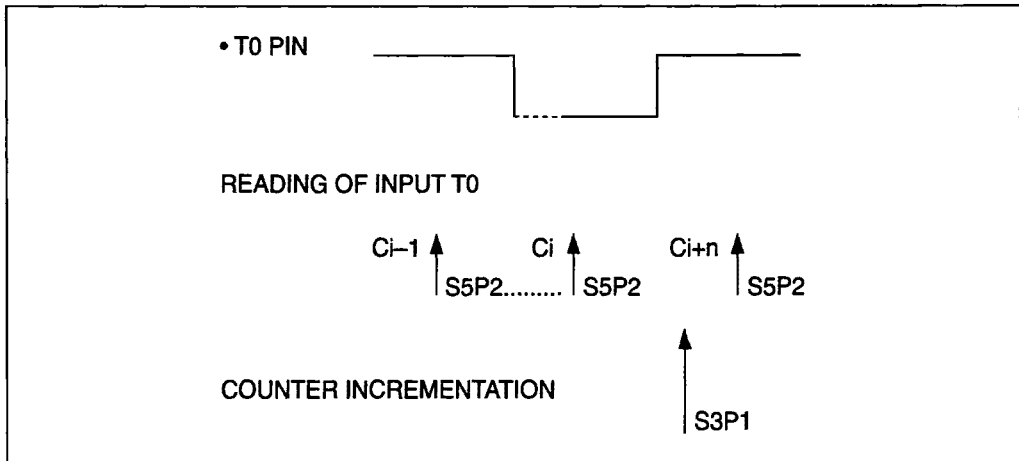 • T0 PIN
READING OF INPUT T0
Ci–1 Ci Ci+n
S5P2......... S5P2 S5P2
COUNTER INCREMENTATION
S3P1